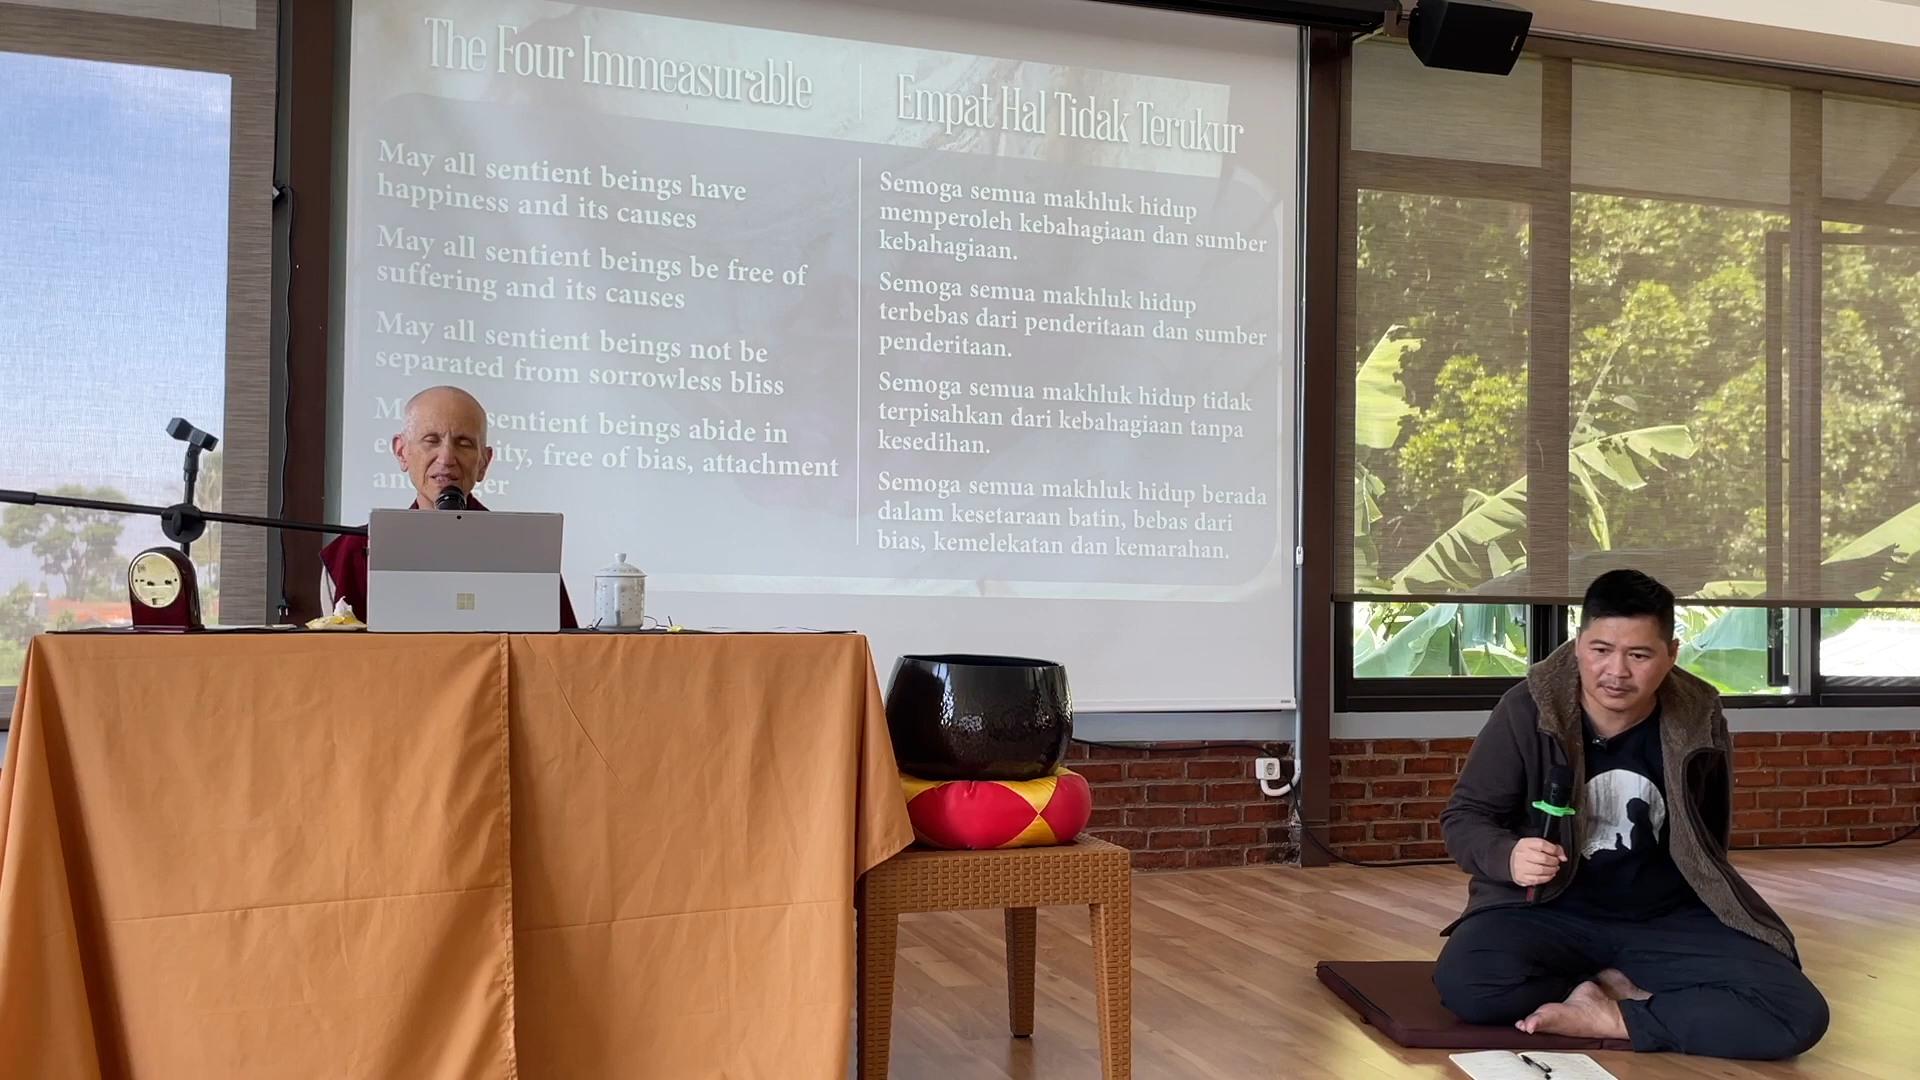 The Four Immeasurable
May all sentient beings have
happiness and its causes
May all sentient beings be free of
suffering and its causes
May all sentient beings not be
separated from sorrowless bliss
sentient beings abide in
free of bias, attachment
Empat Hal Tidak Terukur
Semoga semua makhluk hidup
memperoleh kebahagiaan dan sumber
kebahagiaan.
Semoga semua makhluk hidup
terbebas dari penderitaan dan sumber
penderitaan.
Semoga semua makhluk hidup tidak
terpisahkan dari kebahagiaan tanpa
kesedihan.
Semoga semua makhluk hidup berada
dalam kesetaraan batin, bebas dari
bias, kemelekatan dan kemarahan.